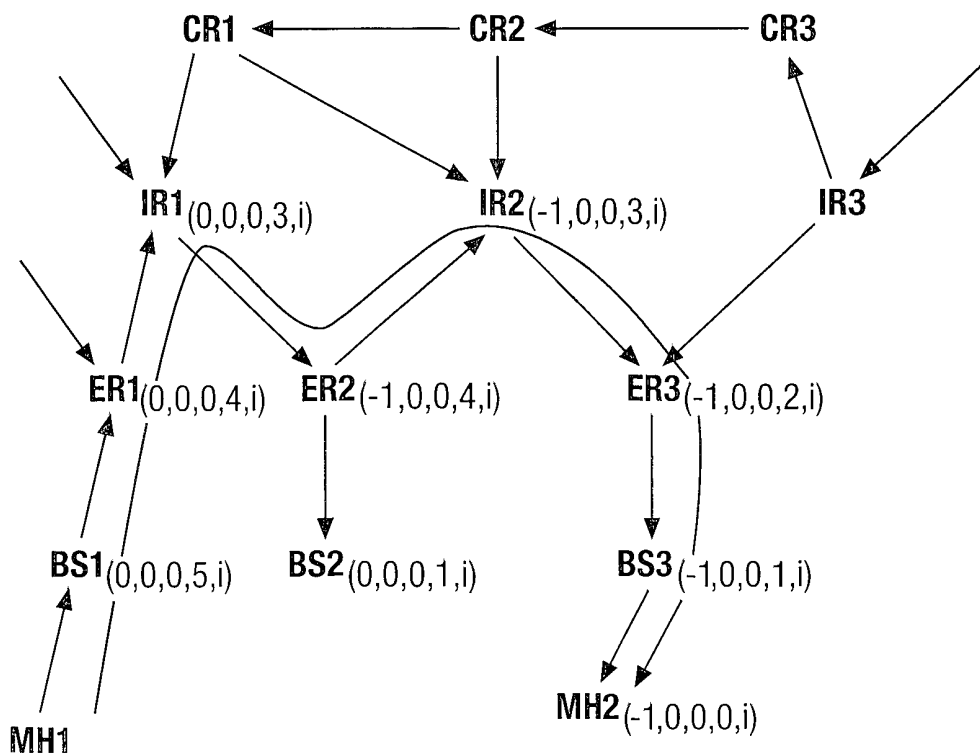 CR1 CR2 CR3
IR1(0,0,0,3,i) IR2(-1,0,0,3,i) IR3
ER1(0,0,0,4,i) ER2(-1,0,0,4,i) ER3(-1,0,0,2,i)
BS1(0,0,0,5,i) BS2(0,0,0,1,i) BS3(-1,0,0,1,i)
MH2(-1,0,0,0,i)
MH1